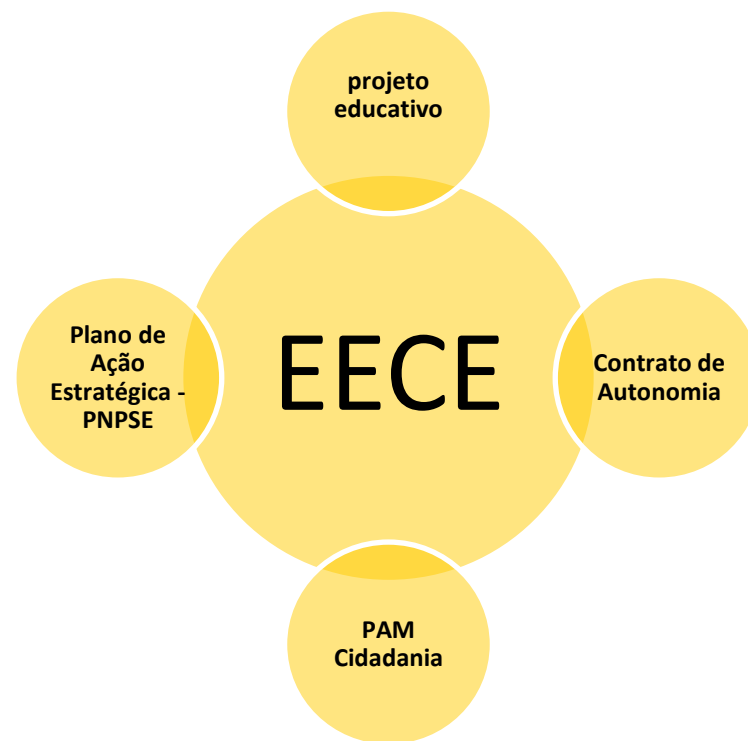 projeto
educativo
Plano de
Ação
Estratégica -
PNPSE
EECE
Contrato de
Autonomia
PAM
Cidadania